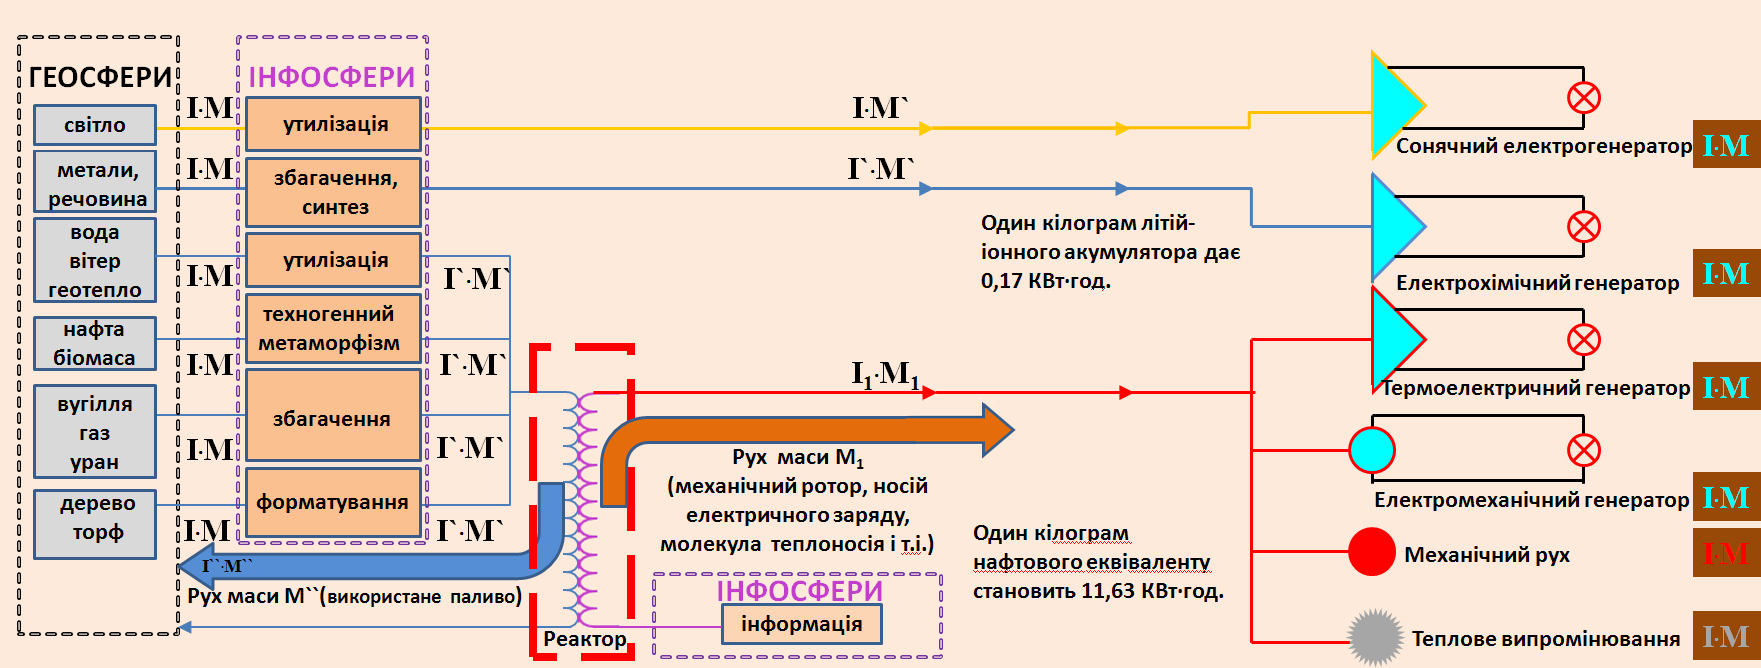 ГЕОСФЕРИ
ІНФОСФЕРИ
світло
І·М
утилізація
І·М`
Сонячний електрогенератор
І·М
метали,
речовина
І·М
збагачення,
синтез
І`·М`
Один кілограм літій-
іонного акумулятора дає
0,17 КВт·год.
Електрохімічний генератор
І·М
вода
вітер
геотепло
І·М
утилізація
І`·М`
нафта
біомаса
І·М
техногенний
метаморфізм
І`·М`
І₁·М₁
Термоелектричний генератор
І·М
вугілля
газ
уран
І·М
збагачення
І`·М`
Рух маси М₁
(механічний ротор, носій
електричного заряду,
молекула теплоносія і т.і.)
Електромеханічний генератор
І·М
дерево
торф
І·М
форматування
І`·М`
І``·М``
Рух маси М``(використане паливо)
Один кілограм
нафтового еквіваленту
становить 11,63 КВт·год.
Механічний рух
І·М
ІНФОСФЕРИ
інформація
Реактор
Теплове випромінювання
І·М